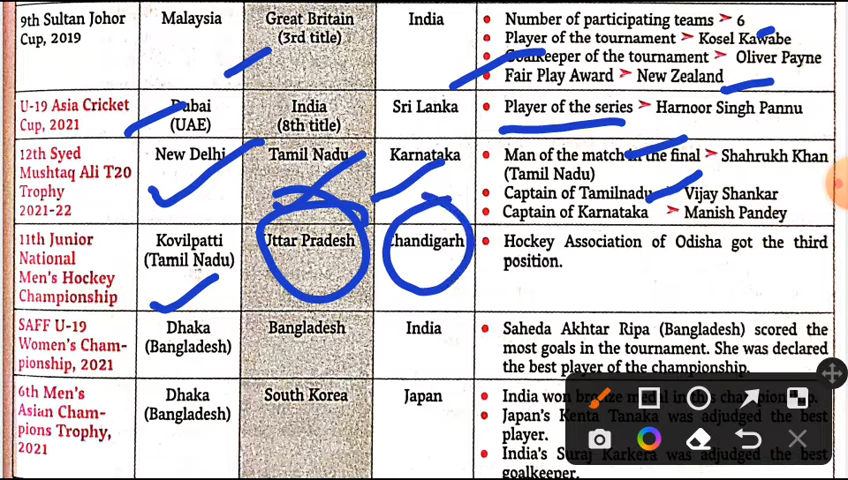 9th Sultan Johor
Cup, 2019
Malaysia
Great Britain
(3rd title)
India
Number of participating teams ➢ 6
Player of the tournament ➢ Kosel Kawabe
Goalkeeper of the tournament ➢ Oliver Payne
Fair Play Award ➢ New Zealand
U-19 Asia Cricket
Cup, 2021
Dubai
(UAE)
India
(8th title)
Sri Lanka
Player of the series ➢ Harnoor Singh Pannu
12th Syed
Mushtaq Ali T20
Trophy
2021-22
New Delhi
Tamil Nadu
Karnataka
Man of the match in the final ➢ Shahrukh Khan
(Tamil Nadu)
Captain of Tamilnadu Vijay Shankar
Captain of Karnataka ➢ Manish Pandey
11th Junior
National
Men's Hockey
Championship
Kovilpatti
(Tamil Nadu)
Uttar Pradesh
Chandigarh
Hockey Association of Odisha got the third
position.
SAFF U-19
Women's Cham-
pionship, 2021
Dhaka
(Bangladesh)
Bangladesh
India
Saheda Akhtar Ripa (Bangladesh) scored the
most goals in the tournament. She was declared
the best player of the championship.
6th Men's
Asian Cham-
pions Trophy,
2021
Dhaka
(Bangladesh)
South Korea
Japan
India won bronze medal in this championship.
Japan's Kenta Tanaka was adjudged the best
player.
India's Suraj Karkera was adjudged the best
goalkeeper.